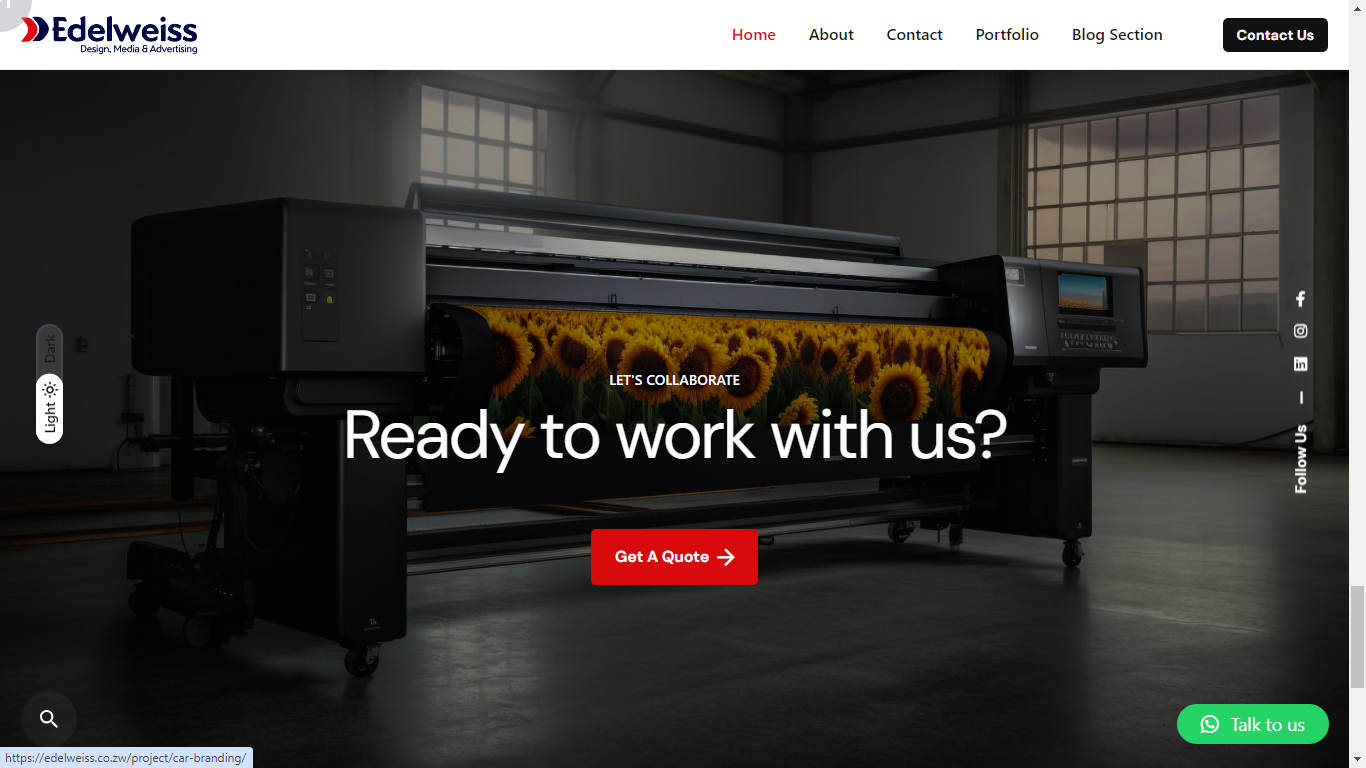 Edelweiss
Design, Media & Advertising
Home
About
Contact
Portfolio
Blog Section
Contact Us
Dark
Light
LET'S COLLABORATE
Ready to work with us?
Get A Quote
Follow Us
Talk to us
https://edelweiss.co.zw/project/car-branding/